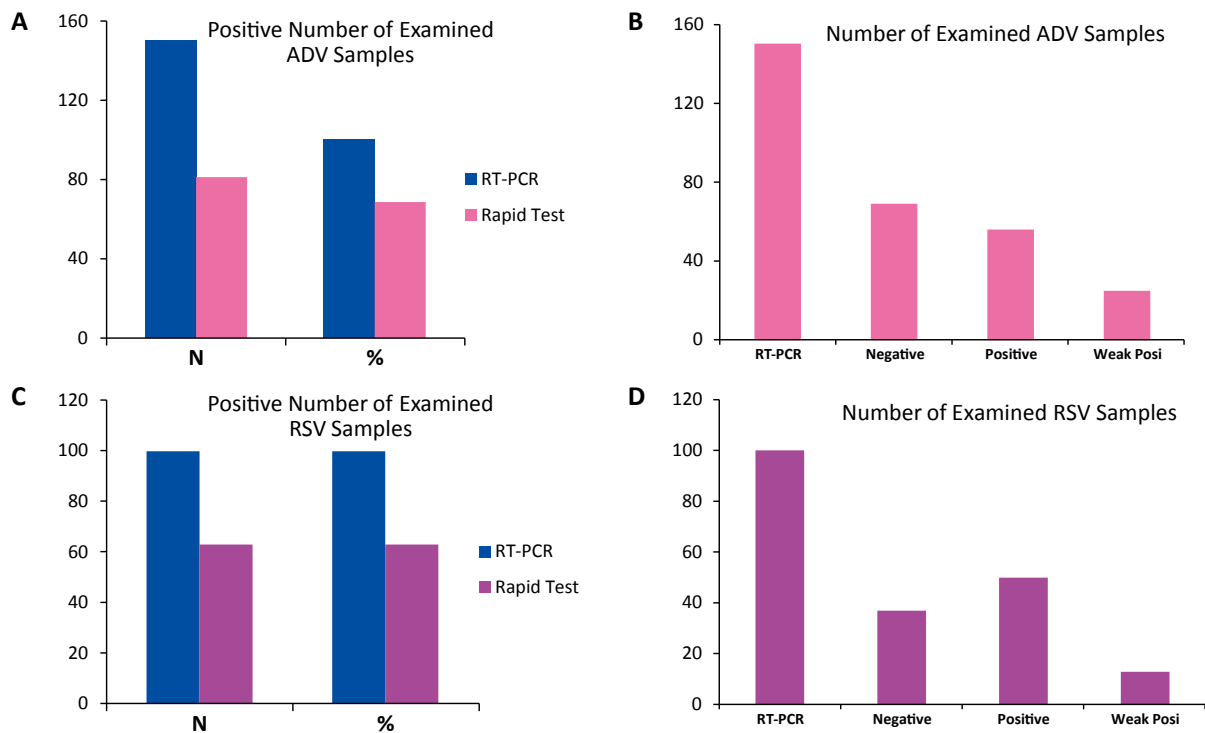 A
Positive Number of Examined
ADV Samples
160
120
80
40
0
N
%
RT-PCR
Rapid Test
B
Number of Examined ADV Samples
160
120
80
40
0
RT-PCR
Negative
Positive
Weak Posi
C
Positive Number of Examined
RSV Samples
120
100
80
60
40
20
0
N
%
RT-PCR
Rapid Test
D
Number of Examined RSV Samples
120
100
80
60
40
20
0
RT-PCR
Negative
Positive
Weak Posi